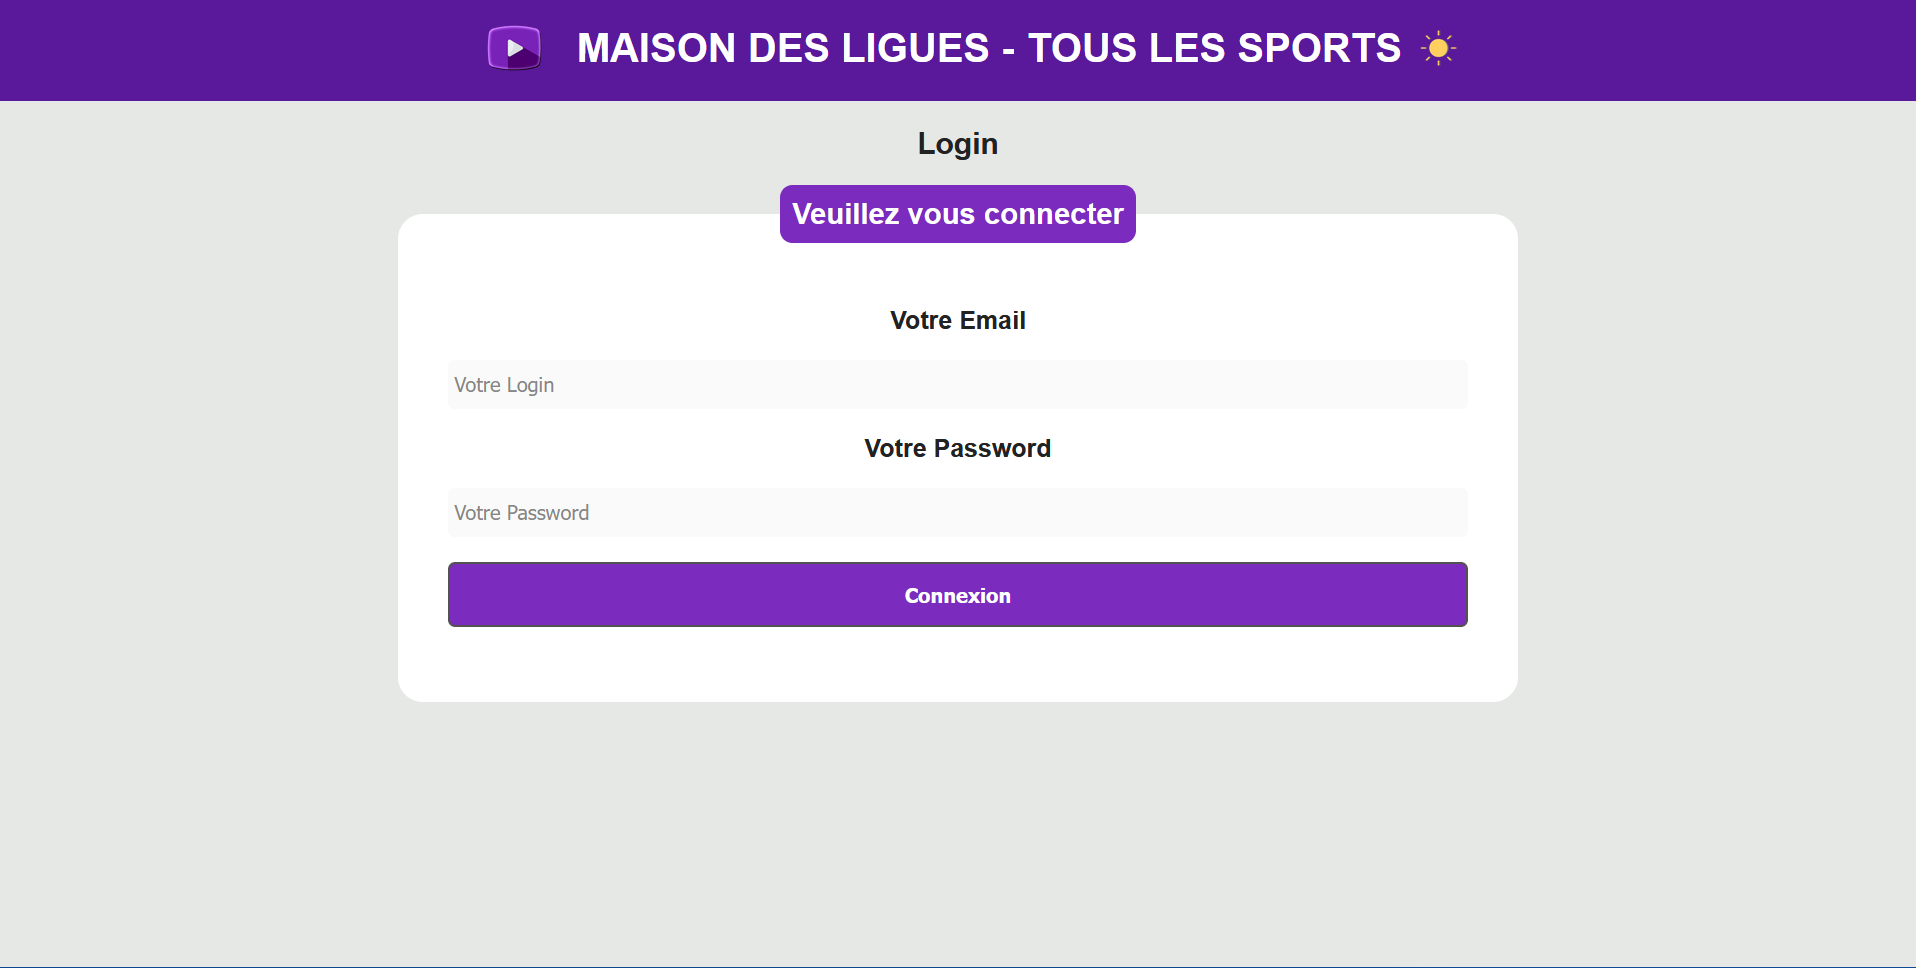 MAISON DES LIGUES - TOUS LES SPORTS
Login
Veuillez vous connecter
Votre Email
Votre Login
Votre Password
Votre Password
Connexion